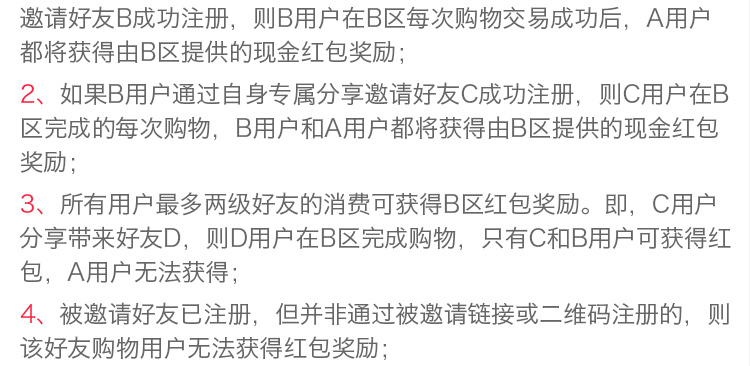 邀请好友B成功注册，则B用户在B区每次购物交易成功后，A用户
都将获得由B区提供的现金红包奖励；
2、如果B用户通过自身专属分享邀请好友C成功注册，则C用户在B
区完成的每次购物，B用户和A用户都将获得由B区提供的现金红包
奖励；
3、所有用户最多两级好友的消费可获得B区红包奖励。即，C用户
分享带来好友D，则D用户在B区完成购物，只有C和B用户可获得红
包，A用户无法获得；
4、被邀请好友已注册，但并非通过被邀请链接或二维码注册的，则
该好友购物用户无法获得红包奖励；